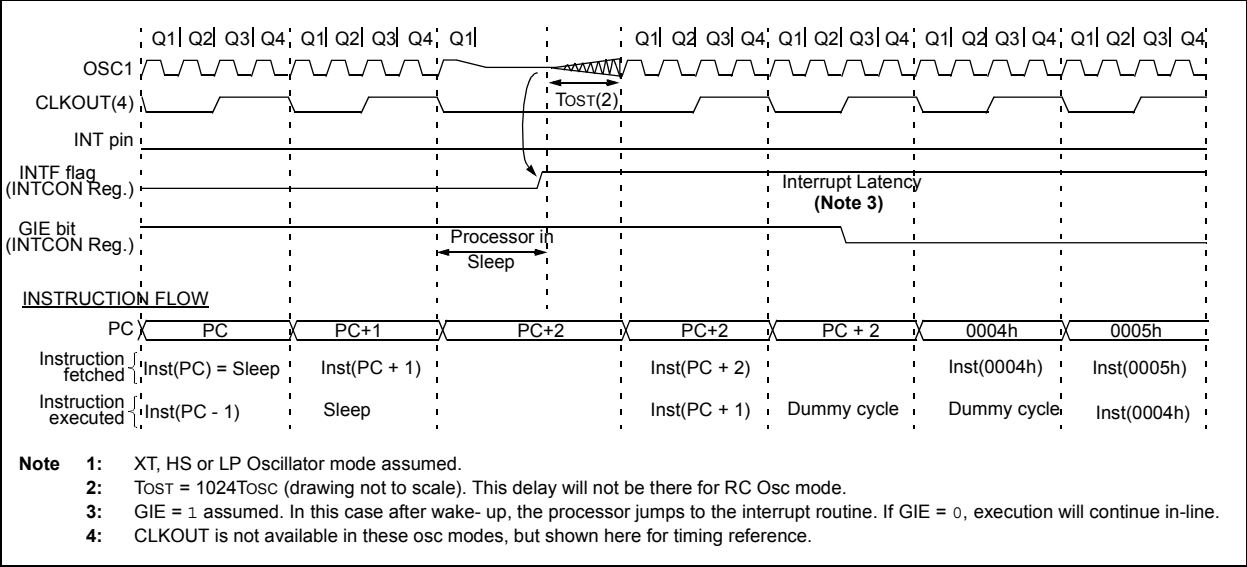 Q1 Q2 Q3 Q4 Q1 Q2 Q3 Q4 Q1 Q1 Q2 Q3 Q4 Q1 Q2 Q3 Q4 Q1 Q2 Q3 Q4 Q1 Q2 Q3 Q4
OSC1
TOST(2)
CLKOUT(4)
INT pin
INTF flag
(INTCON Reg.)
Interrupt Latency
(Note 3)
GIE bit
(INTCON Reg.)
Processor in
Sleep
INSTRUCTION FLOW
PC PC PC+1 PC+2 PC+2 PC + 2 0004h 0005h
Instruction
fetched
Inst(PC) = Sleep Inst(PC + 1) Inst(PC + 2) Inst(0004h) Inst(0005h)
Instruction
executed
Inst(PC - 1) Sleep Inst(PC + 1) Dummy cycle Dummy cycle Inst(0004h)
Note 1: XT, HS or LP Oscillator mode assumed.
2: TOST = 1024TOSC (drawing not to scale). This delay will not be there for RC Osc mode.
3: GIE = 1 assumed. In this case after wake- up, the processor jumps to the interrupt routine. If GIE = 0, execution will continue in-line.
4: CLKOUT is not available in these osc modes, but shown here for timing reference.